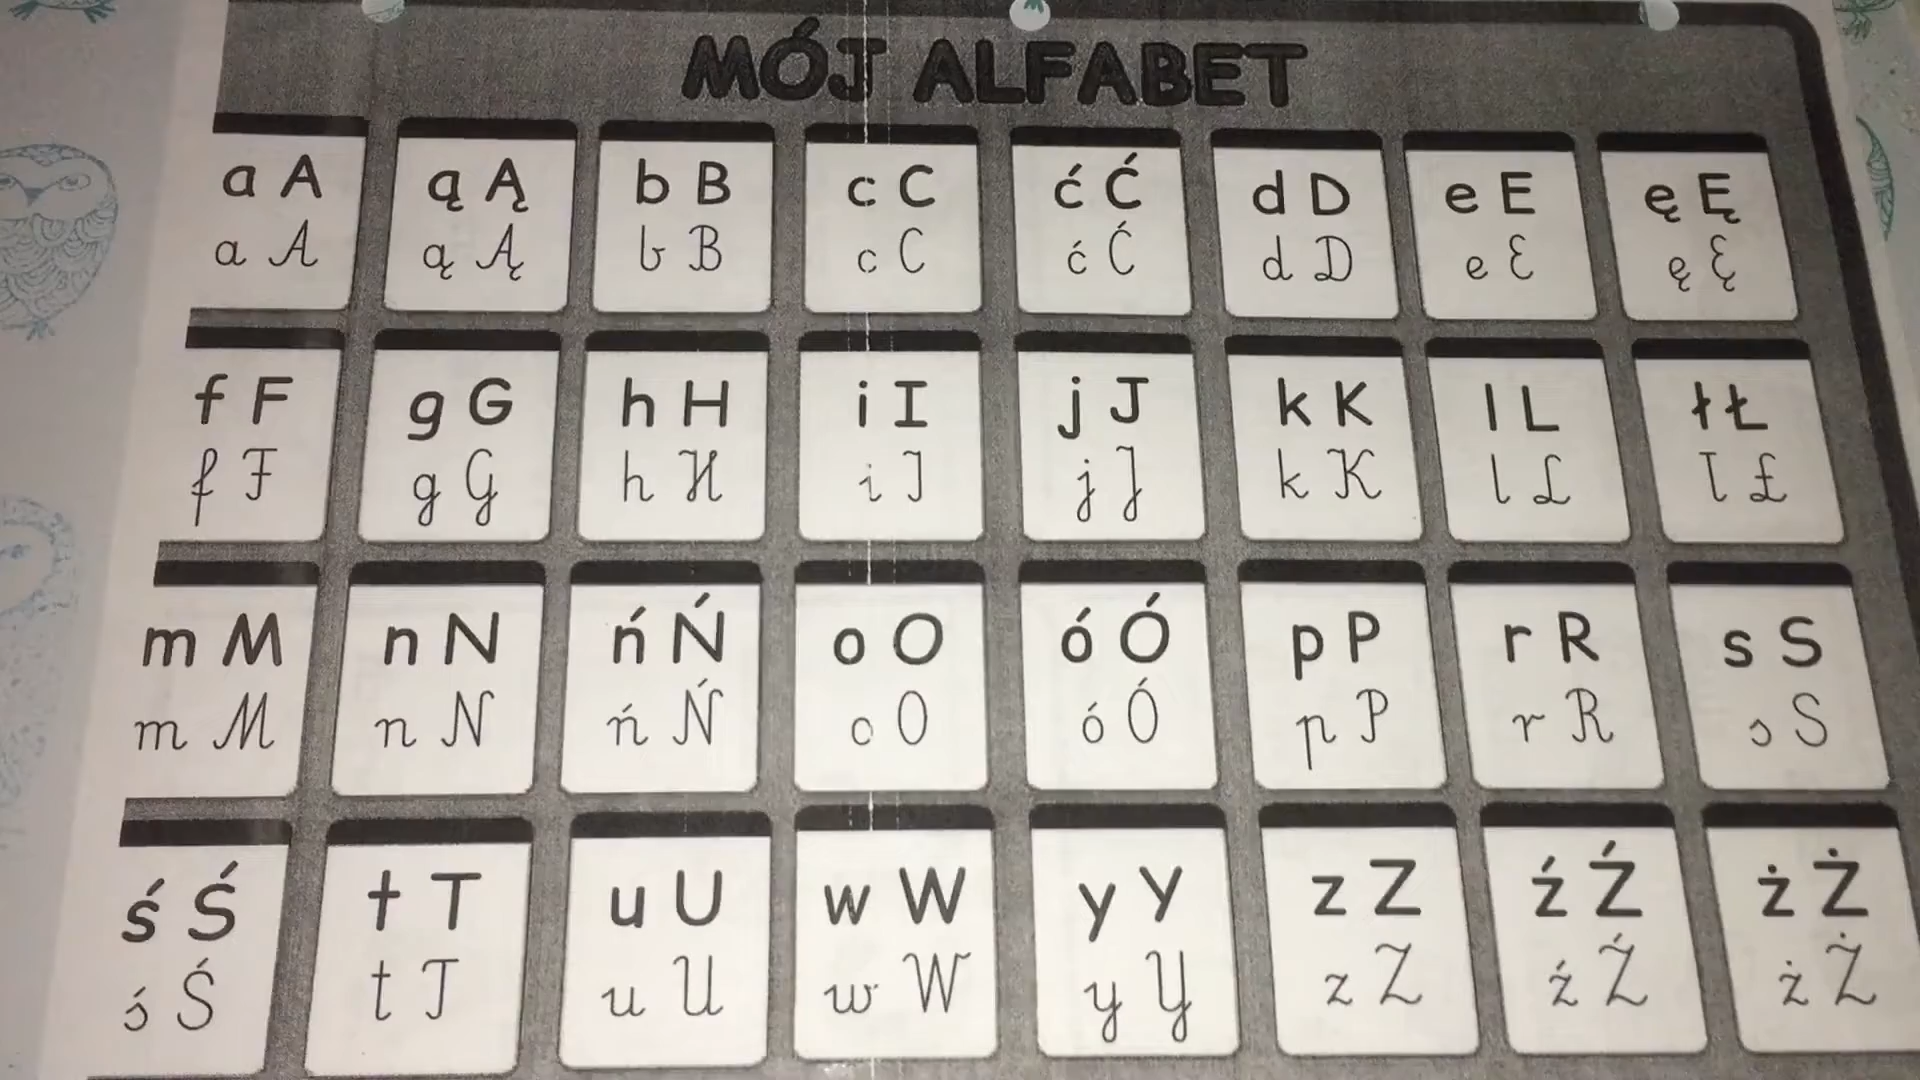 MÓJ ALFABET
a A ą Ą b B c C ć Ć d D e E ę Ę
a A ą Ą b B c C ć Ć d D e E ę Ę
f F g G h H i I j J k K l L ł Ł
f F g G h H i I j J k K l L ł Ł
m M n N ń Ń o O ó Ó p P r R s S
m M n N ń Ń o O ó Ó p P r R s S
ś Ś t T u U w W y Y z Z ź Ź ż Ż
ś Ś t T u U w W y Y z Z ź Ź ż Ż